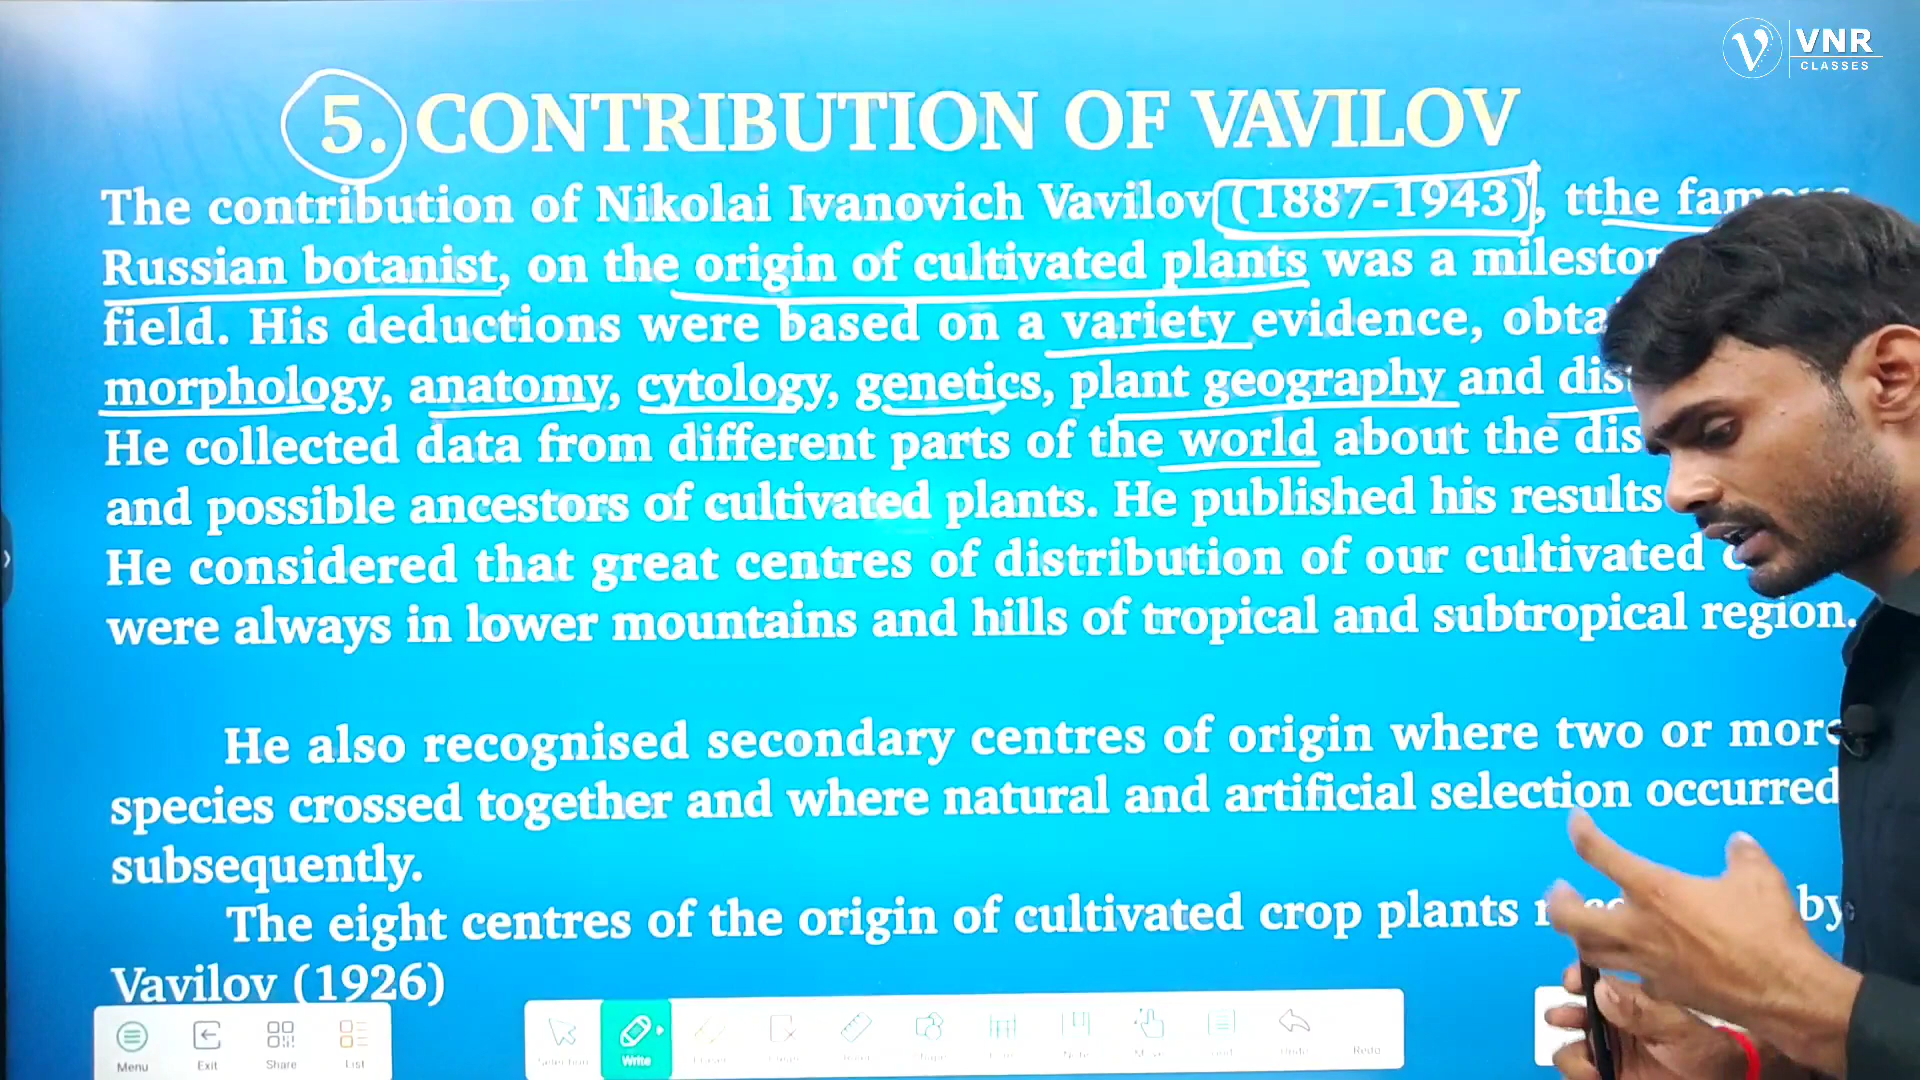 VNR
CLASSES
5. CONTRIBUTION OF VAVILOV
The contribution of Nikolai Ivanovich Vavilov (1887-1943), tthe famous
Russian botanist, on the origin of cultivated plants was a
field. His deductions were based on a variety evidence,
morphology, anatomy, cytology, genetics, plant geography and
He collected data from different parts of the world about the
and possible ancestors of cultivated plants. He published his results
He considered that great centres of distribution of our cultivated
were always in lower mountains and hills of tropical and subtropical region.
He also recognised secondary centres of origin where two or more
species crossed together and where natural and artificial selection occurred
subsequently.
The eight centres of the origin of cultivated crop plants by
Vavilov (1926)
Menu Exit Share List Selection Write Undo Redo